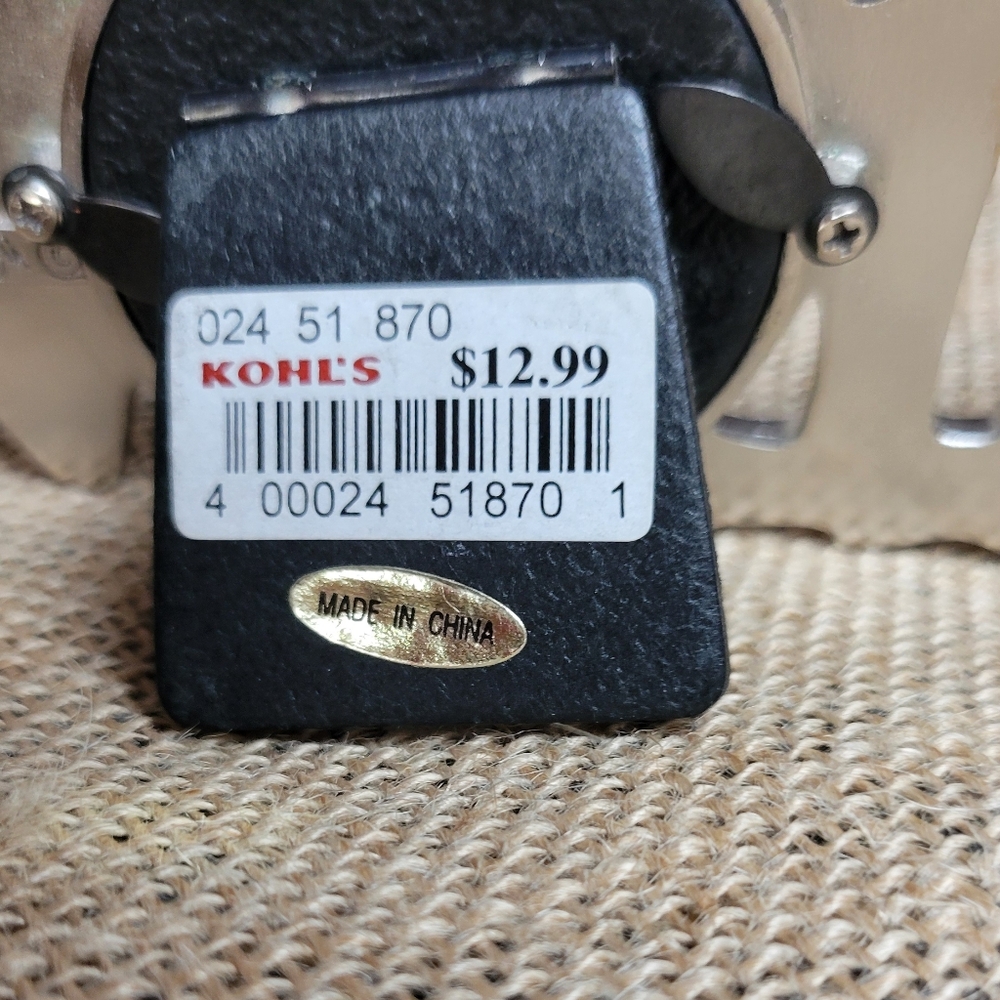 024 51 870
KOHL'S $12.99
4 00024 51870 1
MADE IN CHINA